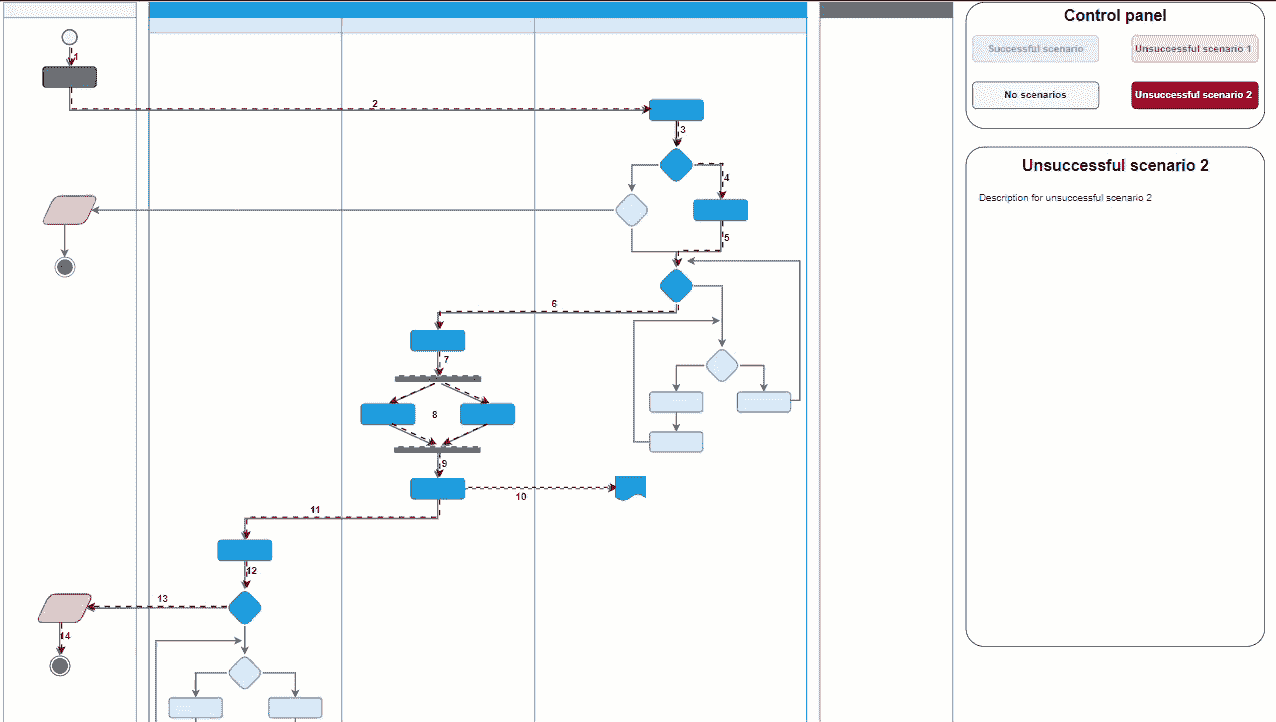 Control panel
Successful scenario
Unsuccessful scenario 1
No scenarios
Unsuccessful scenario 2
Unsuccessful scenario 2
Description for unsuccessful scenario 2
1
2
3
4
5
6
7
8
9
10
11
12
13
14